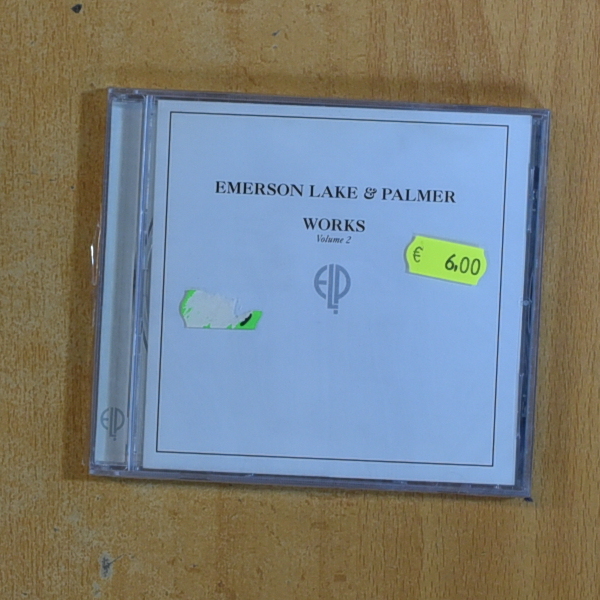 EMERSON LAKE & PALMER
WORKS
Volume 2
€ 6,00
ELP
ELP